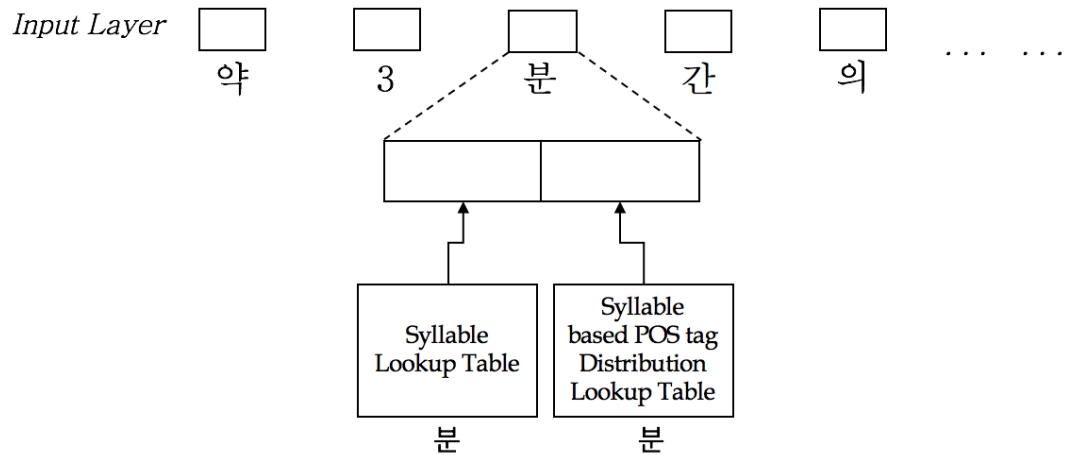 Input Layer
... ...
약 3 분 간 의
Syllable
Lookup Table
Syllable
based POS tag
Distribution
Lookup Table
분 분